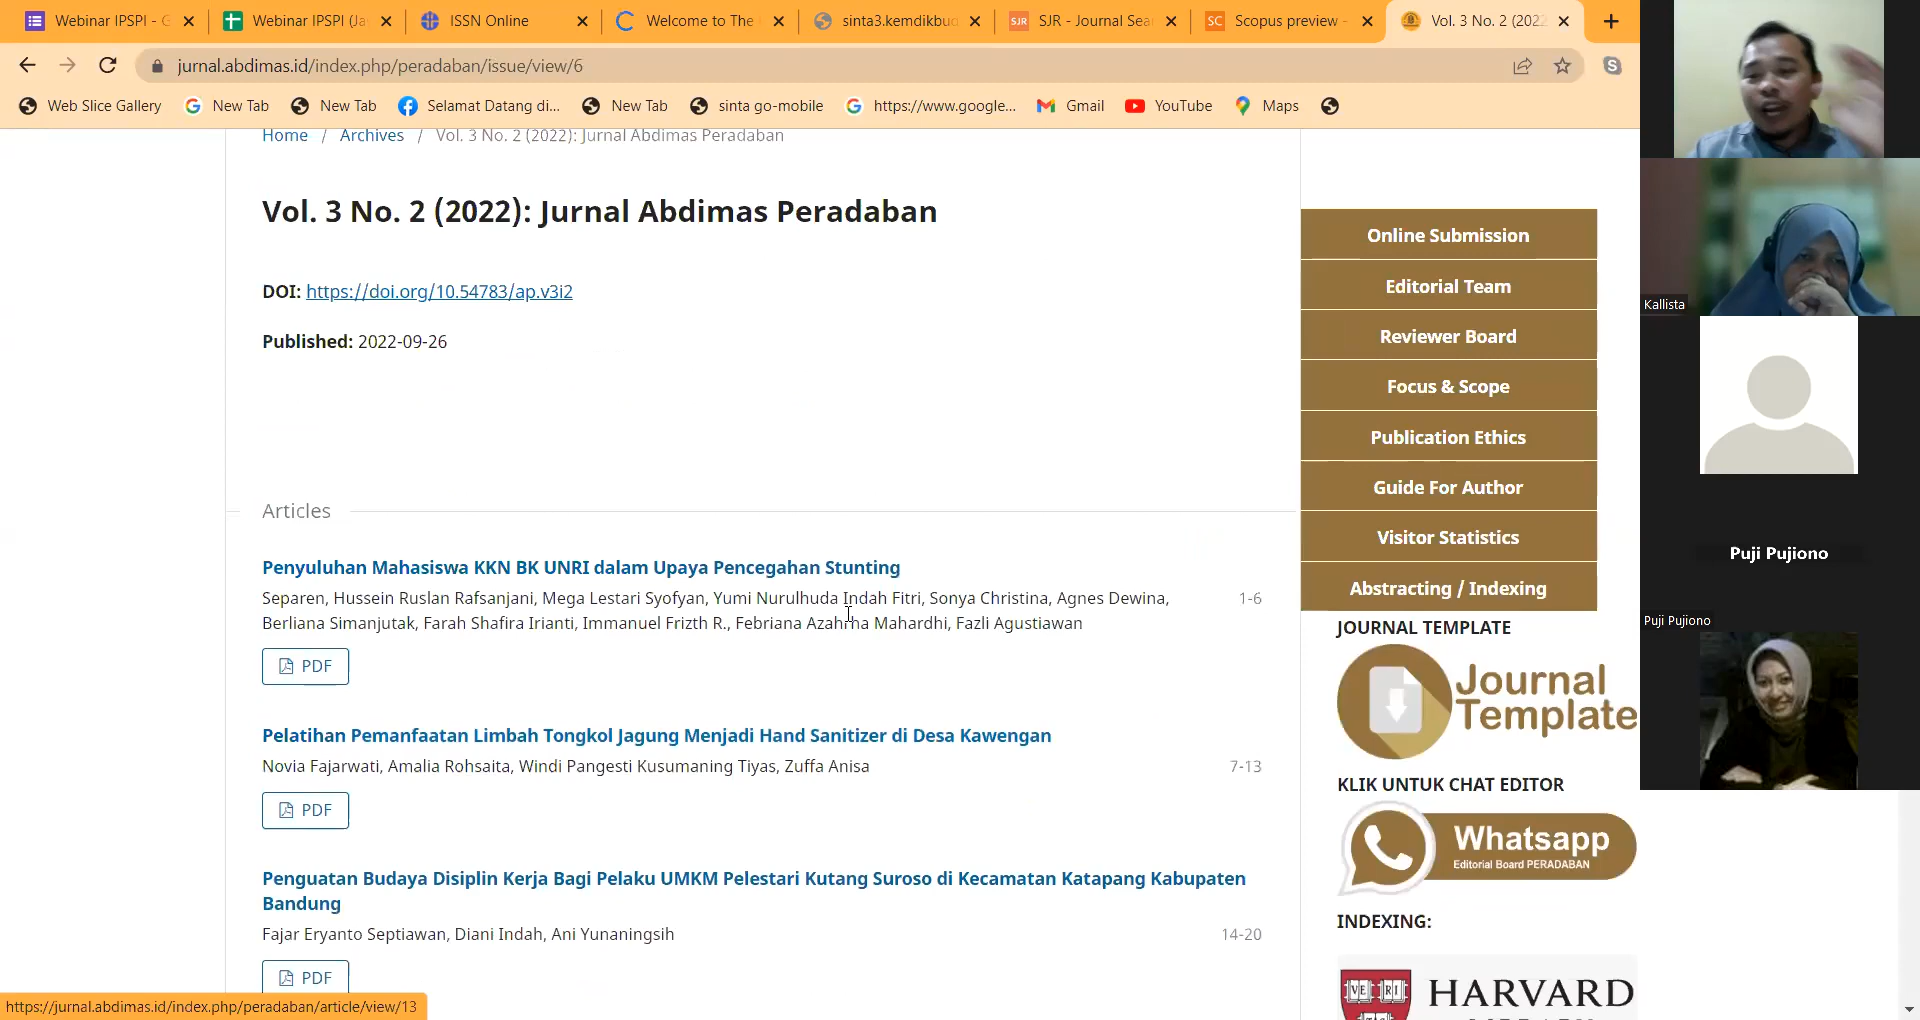 Webinar IPSPI - G
Webinar IPSPI (Ja
ISSN Online
Welcome to The
sinta3.kemdikbud
SJR
SJR - Journal Sea
SC
Scopus preview -
Vol. 3 No. 2 (2022
jurnal.abdimas.id/index.php/peradaban/issue/view/6
Web Slice Gallery
New Tab
New Tab
Selamat Datang di...
New Tab
sinta go-mobile
https://www.google...
Gmail
YouTube
Maps
Home / Archives / Vol. 3 No. 2 (2022): Jurnal Abdimas Peradaban
Vol. 3 No. 2 (2022): Jurnal Abdimas Peradaban
DOI: https://doi.org/10.54783/ap.v3i2
Published: 2022-09-26
Articles
Penyuluhan Mahasiswa KKN BK UNRI dalam Upaya Pencegahan Stunting
Separen, Hussein Ruslan Rafsanjani, Mega Lestari Syofyan, Yumi Nurulhuda Indah Fitri, Sonya Christina, Agnes Dewina,
Berliana Simanjutak, Farah Shafira Irianti, Immanuel Frizth R., Febriana Azahrha Mahardhi, Fazli Agustiawan
1-6
PDF
Pelatihan Pemanfaatan Limbah Tongkol Jagung Menjadi Hand Sanitizer di Desa Kawengan
Novia Fajarwati, Amalia Rohsaita, Windi Pangesti Kusumaning Tiyas, Zuffa Anisa
7-13
PDF
Penguatan Budaya Disiplin Kerja Bagi Pelaku UMKM Pelestari Kutang Suroso di Kecamatan Katapang Kabupaten
Bandung
Fajar Eryanto Septiawan, Diani Indah, Ani Yunaningsih
14-20
PDF
https://jurnal.abdimas.id/index.php/peradaban/article/view/13
Online Submission
Editorial Team
Reviewer Board
Focus & Scope
Publication Ethics
Guide For Author
Visitor Statistics
Abstracting / Indexing
JOURNAL TEMPLATE
Journal
Template
KLIK UNTUK CHAT EDITOR
Whatsapp
Editorial Board PERADABAN
INDEXING:
VE RI
HARVARD
Kallista
Puji Pujiono
Puji Pujiono